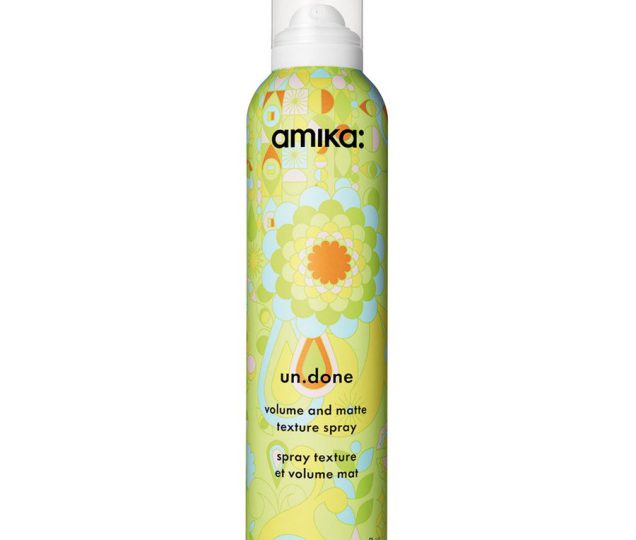 amika:
un.done
volume and matte
texture spray
spray texture
et volume mat